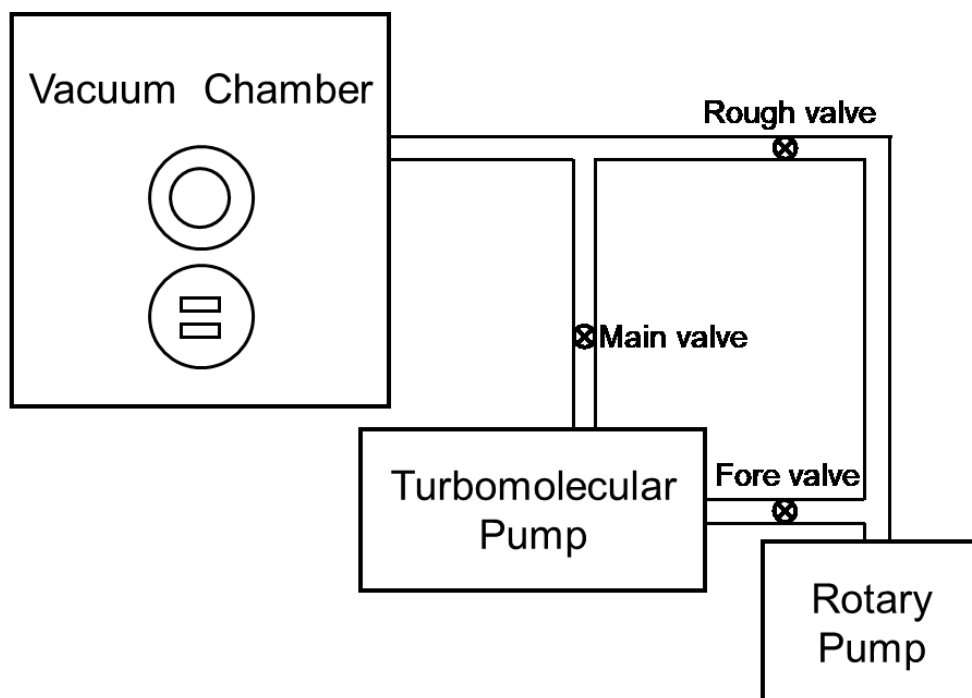 Vacuum Chamber
Rough valve
Main valve
Turbomolecular
Pump
Fore valve
Rotary
Pump